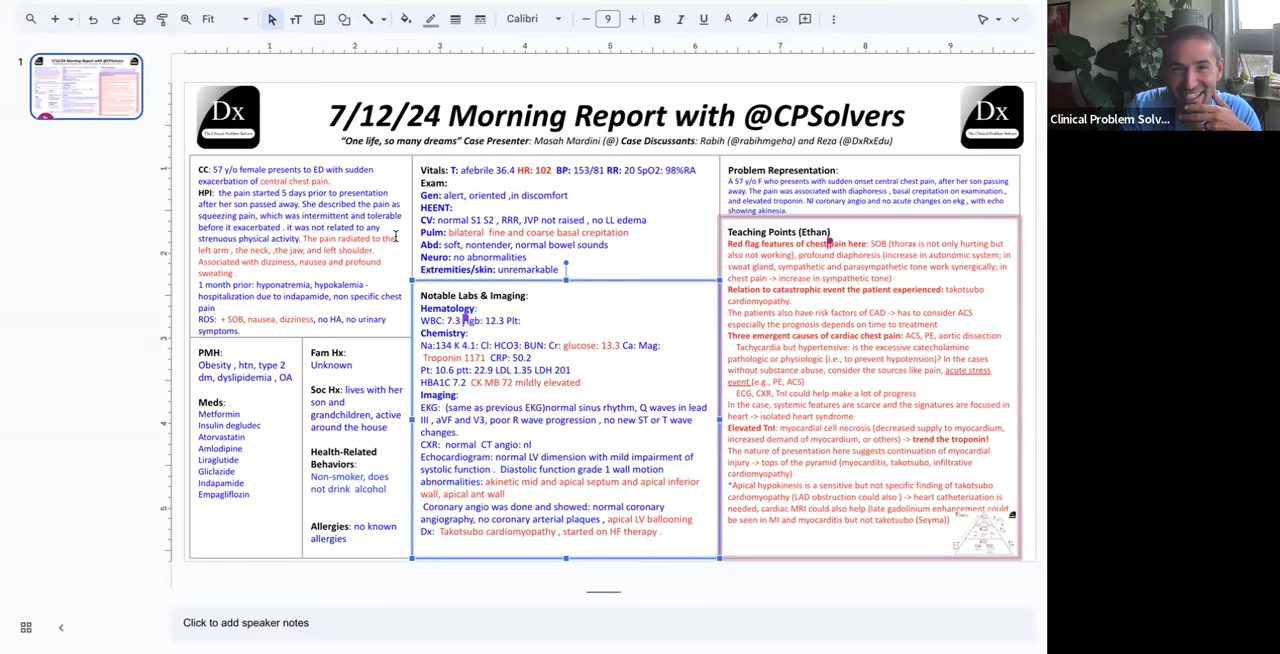 Fit
Calibri
9
B
I
U
A
1 2 3 4 5 6 7 8 9
1
Dx
The Clinical Problem Solvers
7/12/24 Morning Report with @CPSolvers
"One life, so many dreams" Case Presenter: Masah Mardini (@) Case Discussants: Rabih (@rabihmgeha) and Reza (@DxRxEdu)
Dx
The Clinical Problem Solvers
CC: 57 y/o female presents to ED with sudden
exacerbation of central chest pain.
HPI: the pain started 5 days prior to presentation
after her son passed away. She described the pain as
squeezing pain, which was intermittent and tolerable
before it exacerbated . it was not related to any
strenuous physical activity. The pain radiated to the
left arm , the neck, ,the jaw, and left shoulder.
Associated with dizziness, nausea and profound
sweating .
1 month prior: hyponatremia, hypokalemia -
hospitalization due to indapamide, non specific chest
pain
ROS: + SOB, nausea, dizziness, no HA, no urinary
symptoms.
PMH:
Obesity , htn, type 2
dm, dyslipidemia , OA
Meds:
Metformin
Insulin degludec
Atorvastatin
Amlodipine
Liraglutide
Gliclazide
Indapamide
Empagliflozin
Fam Hx:
Unknown
Soc Hx: lives with her
son and
grandchildren, active
around the house
Health-Related
Behaviors:
Non-smoker, does
not drink alcohol
Allergies: no known
allergies
Vitals: T: afebrile 36.4 HR: 102 BP: 153/81 RR: 20 SpO2: 98%RA
Exam:
Gen: alert, oriented ,in discomfort
HEENT:
CV: normal S1 S2 , RRR, JVP not raised , no LL edema
Pulm: bilateral fine and coarse basal crepitation
Abd: soft, nontender, normal bowel sounds
Neuro: no abnormalities
Extremities/skin: unremarkable
Notable Labs & Imaging:
Hematology:
WBC: 7.3 Hgb: 12.3 Plt:
Chemistry:
Na:134 K 4.1: Cl: HCO3: BUN: Cr: glucose: 13.3 Ca: Mag:
Troponin 1171 CRP: 50.2
Pt: 10.6 ptt: 22.9 LDL 1.35 LDH 201
HBA1C 7.2 CK MB 72 mildly elevated
Imaging:
EKG: (same as previous EKG)normal sinus rhythm, Q waves in lead
III , aVF and V3, poor R wave progression , no new ST or T wave
changes.
CXR: normal CT angio: nl
Echocardiogram: normal LV dimension with mild impairment of
systolic function . Diastolic function grade 1 wall motion
abnormalities: akinetic mid and apical septum and apical inferior
wall, apical ant wall
Coronary angio was done and showed: normal coronary
angiography, no coronary arterial plaques , apical LV ballooning
Dx: Takotsubo cardiomyopathy , started on HF therapy .
Problem Representation:
A 57 y/o F who presents with sudden onset central chest pain, after her son passed
away. The pain was associated with diaphoresis , basal crepitation on examination.,
and elevated troponin. Nl coronary angio and no acute changes on ekg , with echo
showing akinesia.
Teaching Points (Ethan)
Red flag features of chest pain here: SOB (thorax is not only hurting but
also not working), profound diaphoresis (increase in autonomic system; in
sweat gland, sympathetic and parasympathetic tone work synergically; in
chest pain -> increase in sympathetic tone)
Relation to catastrophic event the patient experienced: takotsubo
cardiomyopathy.
The patients also have risk factors of CAD -> has to consider ACS
especially the prognosis depends on time to treatment
Three emergent causes of cardiac chest pain: ACS, PE, aortic dissection
Tachycardia but hypertensive: is the excessive catecholamine
pathologic or physiologic (i.e., to prevent hypotension)? In the cases
without substance abuse, consider the sources like pain, acute stress
event (e.g., PE, ACS)
ECG, CXR, TnI could help make a lot of progress
In the case, systemic features are scarce and the signatures are focused in
heart -> isolated heart syndrome
Elevated TnI: myocardial cell necrosis (decreased supply to myocardium,
increased demand of myocardium, or others) -> trend the troponin!
The nature of presentation here suggests continuation of myocardial
injury -> tops of the pyramid (myocarditis, takotsubo, infiltrative
cardiomyopathy)
*Apical hypokinesis is a sensitive but not specific finding of takotsubo
cardiomyopathy (LAD obstruction could also ) -> heart catheterization is
needed, cardiac MRI could also help (late gadolinium enhancement could
be seen in MI and myocarditis but not takotsubo (Seyma))
Click to add speaker notes
Clinical Problem Solv...